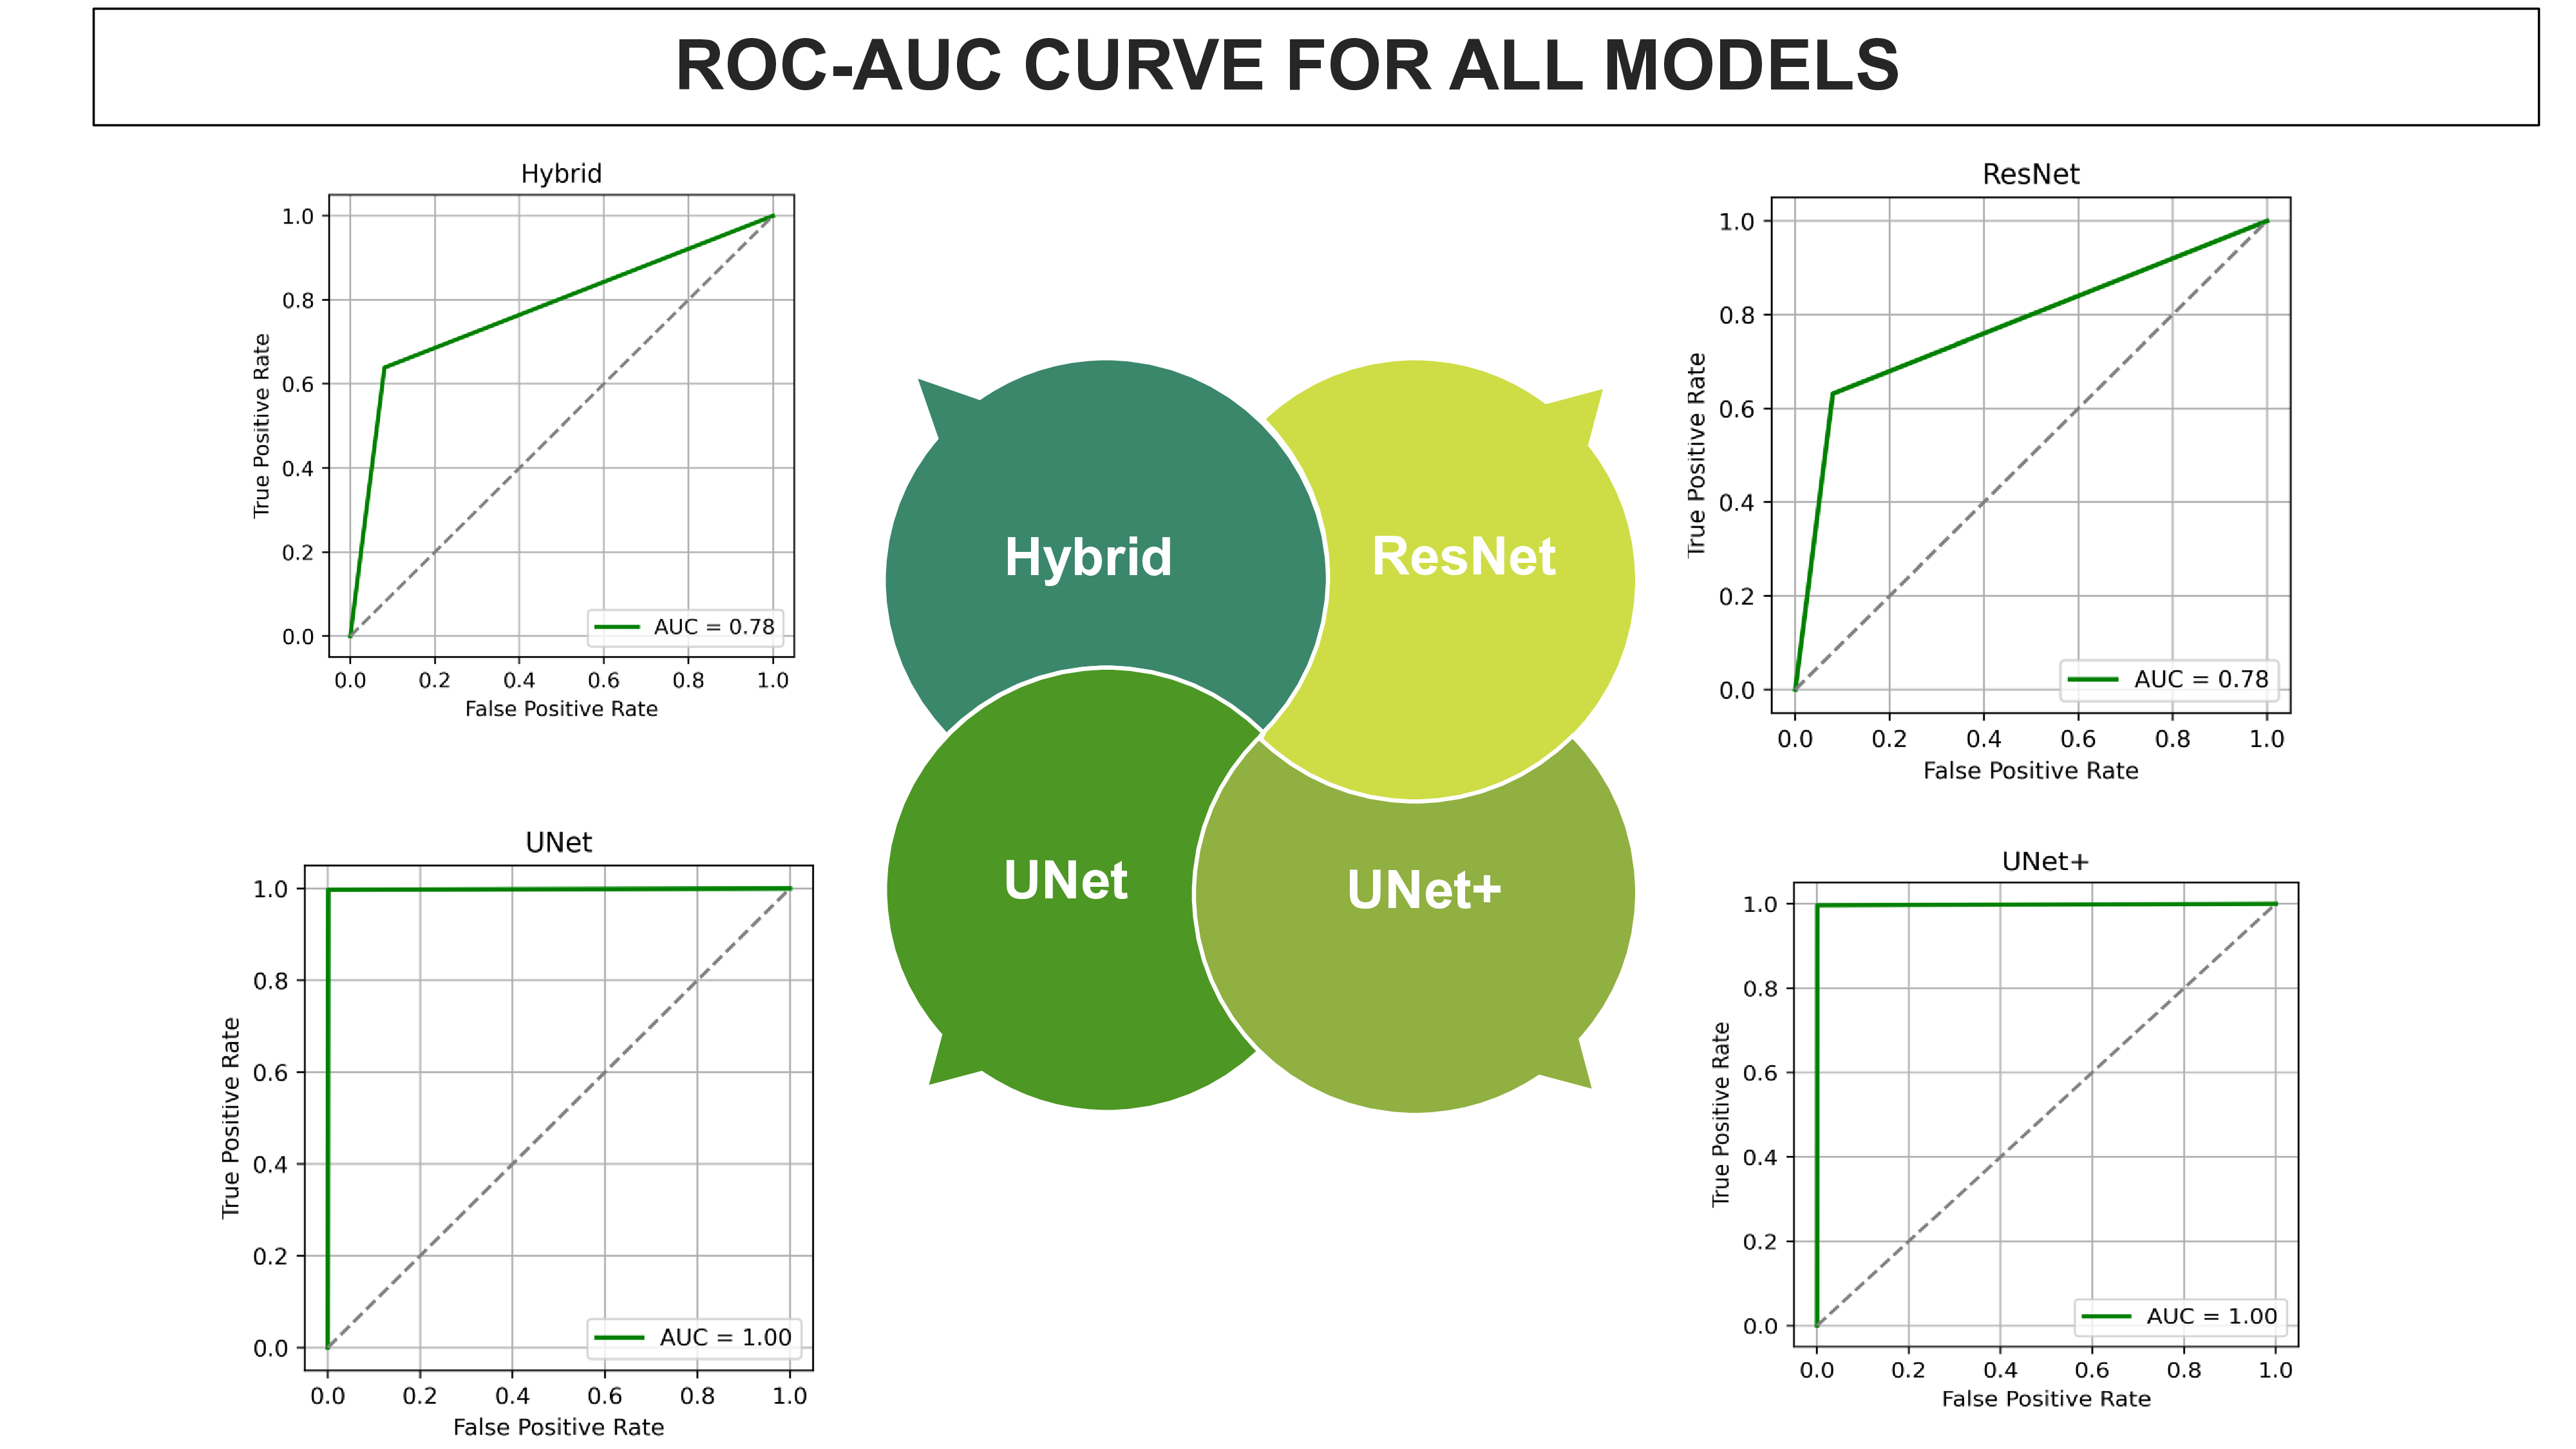 ROC-AUC CURVE FOR ALL MODELS
Hybrid
True Positive Rate
1.0
0.8
0.6
0.4
0.2
0.0
AUC = 0.78
0.0 0.2 0.4 0.6 0.8 1.0
False Positive Rate
ResNet
True Positive Rate
1.0
0.8
0.6
0.4
0.2
0.0
AUC = 0.78
0.0 0.2 0.4 0.6 0.8 1.0
False Positive Rate
Hybrid
ResNet
UNet
UNet+
UNet
True Positive Rate
1.0
0.8
0.6
0.4
0.2
0.0
AUC = 1.00
0.0 0.2 0.4 0.6 0.8 1.0
False Positive Rate
UNet+
True Positive Rate
1.0
0.8
0.6
0.4
0.2
0.0
AUC = 1.00
0.0 0.2 0.4 0.6 0.8 1.0
False Positive Rate